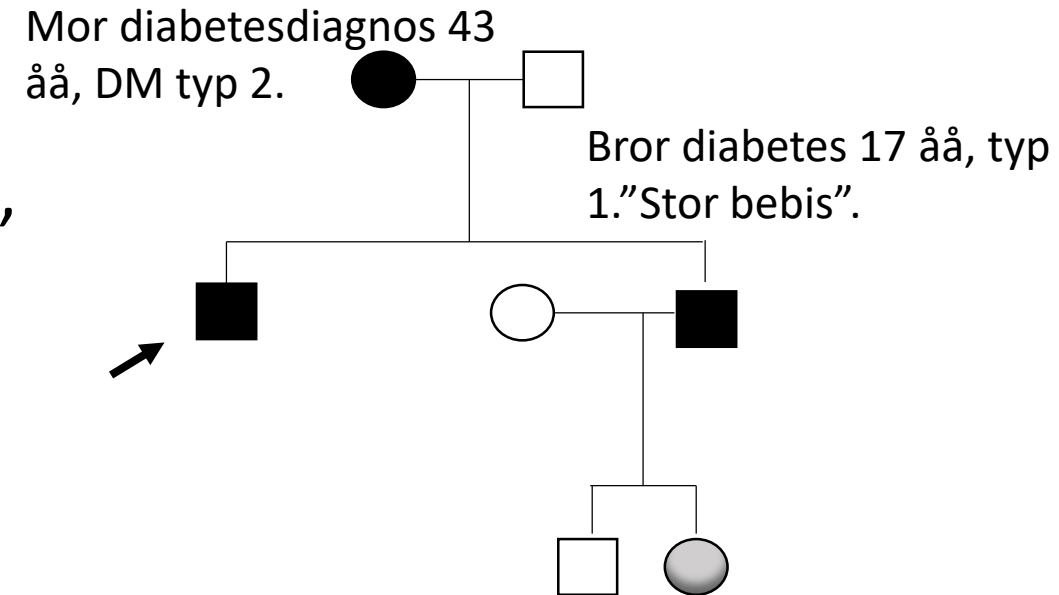 Mor diabetesdiagnos 43
åå, DM typ 2.
Bror diabetes 17 åå, typ
1.”Stor bebis”.
,